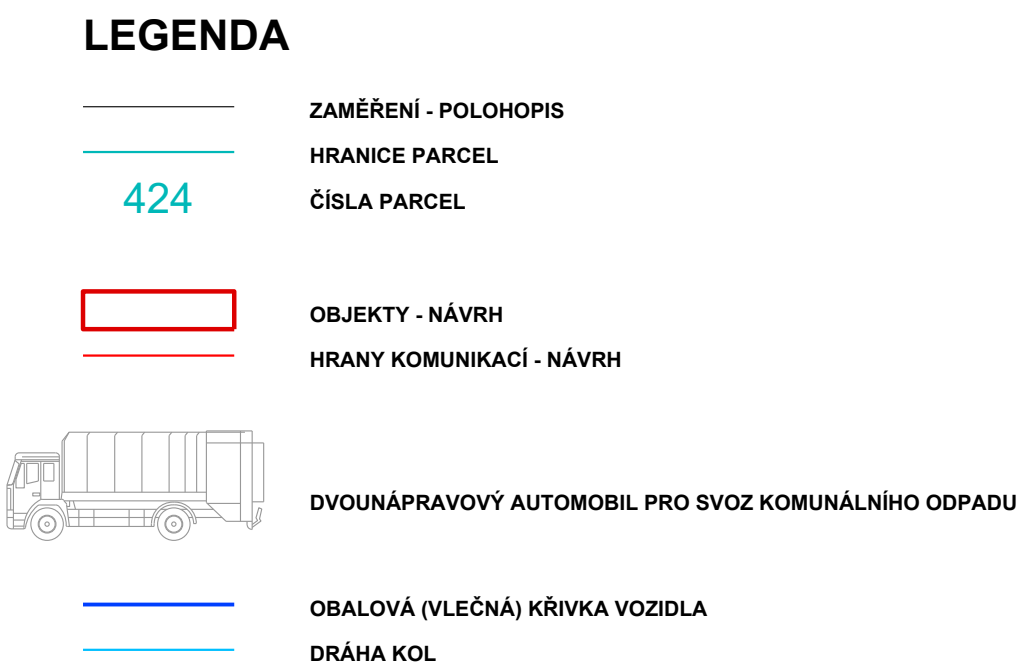 LEGENDA
ZAMĚŘENÍ - POLOHOPIS
HRANICE PARCEL
424 ČÍSLA PARCEL
OBJEKTY - NÁVRH
HRANY KOMUNIKACÍ - NÁVRH
DVOUNÁPRAVOVÝ AUTOMOBIL PRO SVOZ KOMUNÁLNÍHO ODPADU
OBALOVÁ (VLEČNÁ) KŘIVKA VOZIDLA
DRÁHA KOL